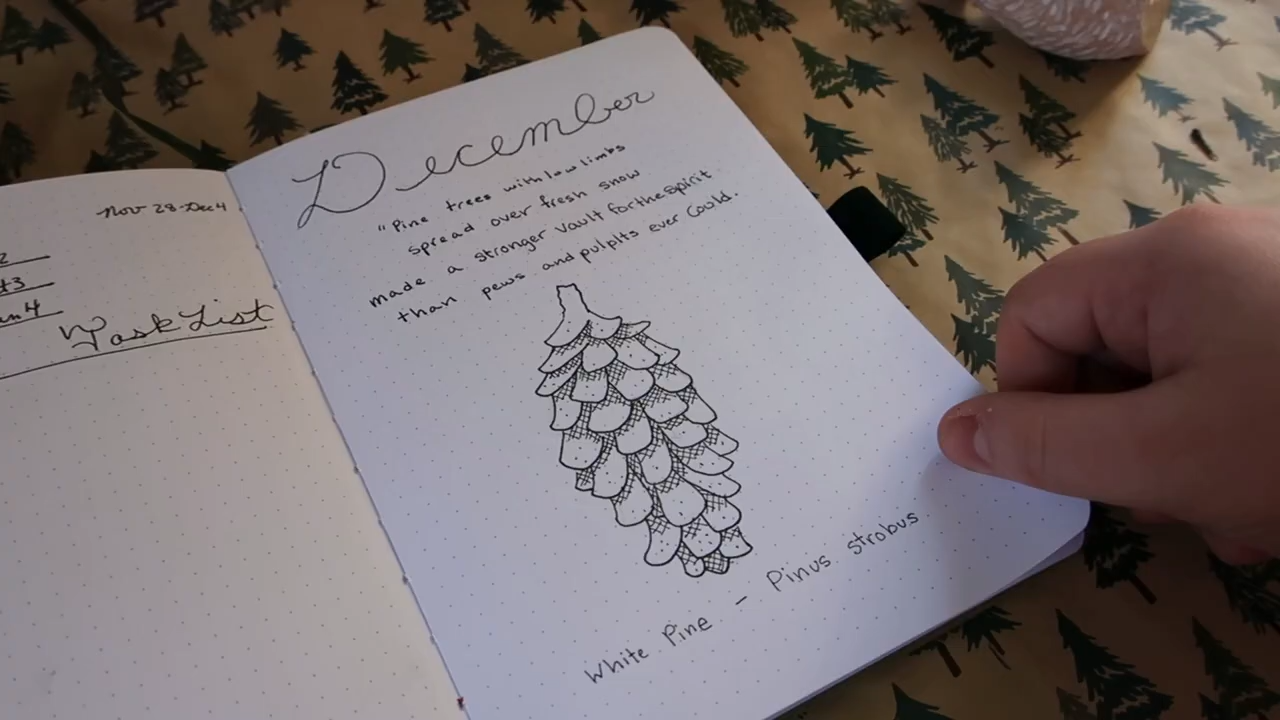 Nov 28-Dec 4
Task List
December
"Pine trees with low limbs
spread over fresh snow
made a stronger vault for the spirit
than pews and pulpits ever could.
White Pine - Pinus strobus